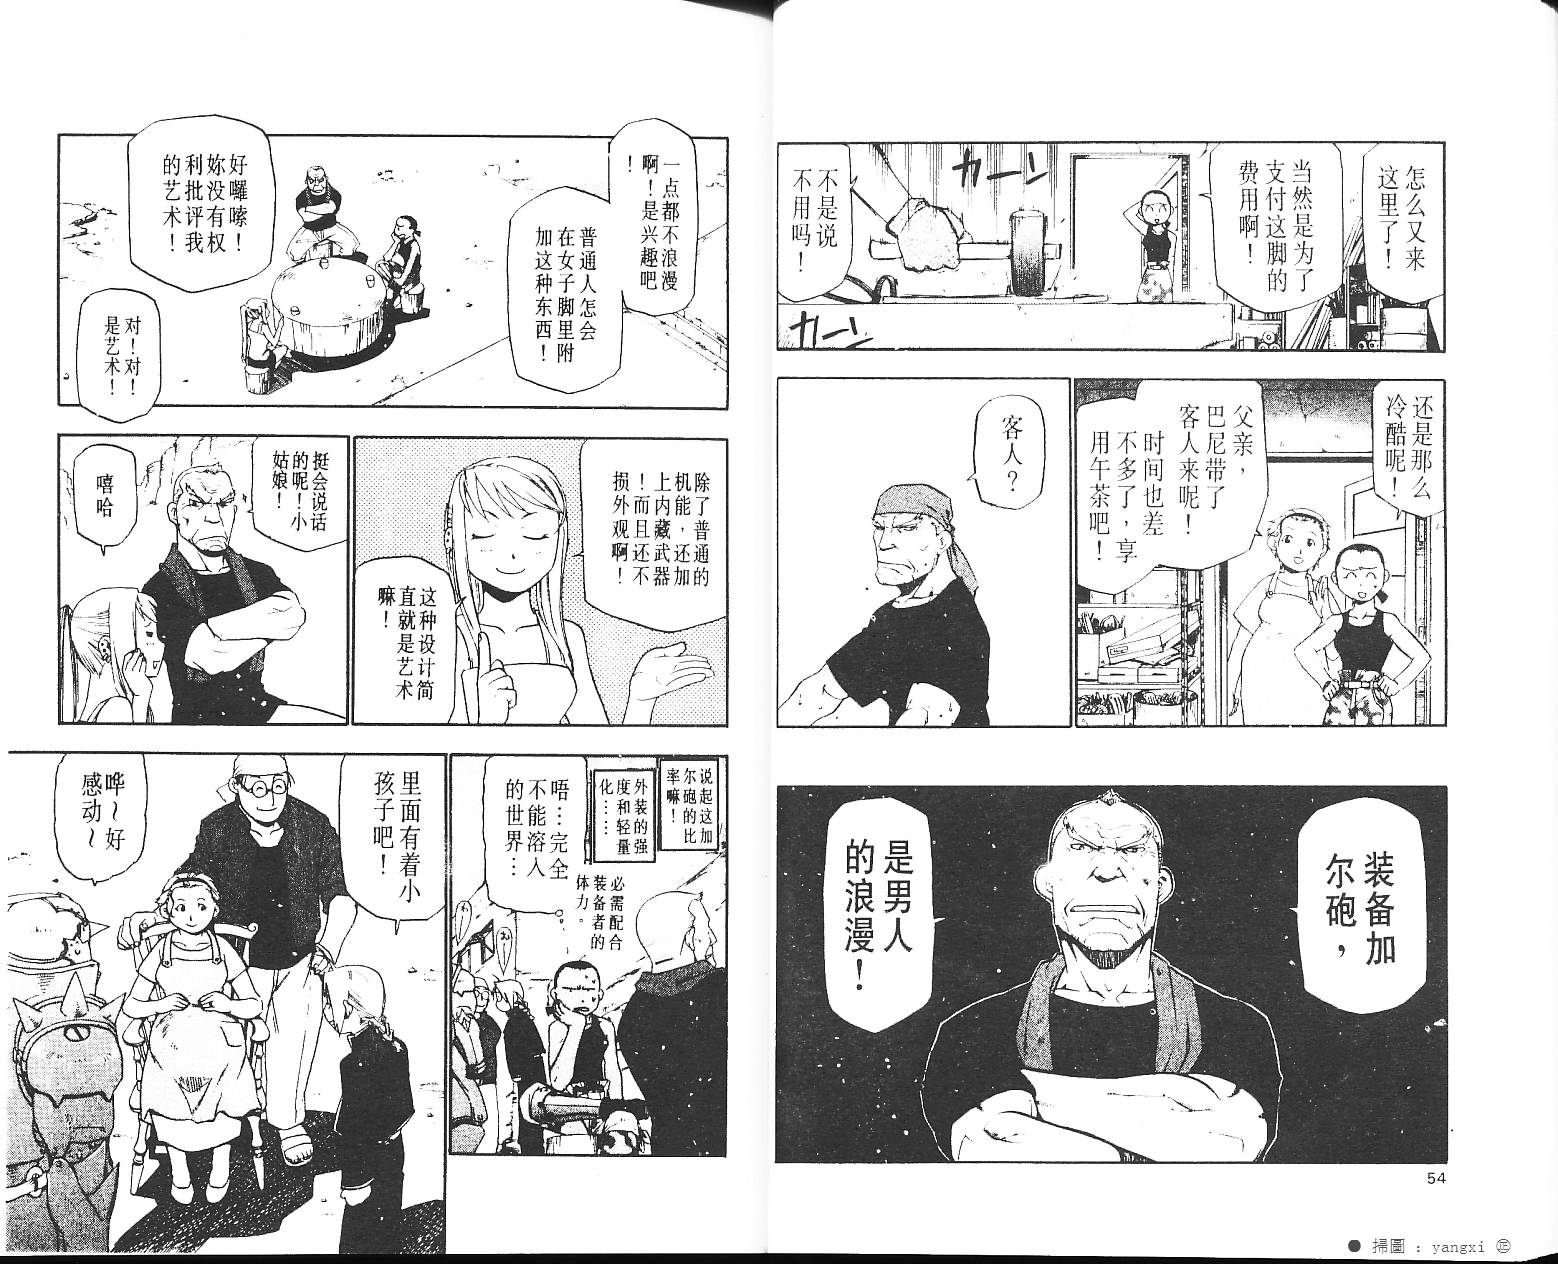 怎么又来
这里了！
当然是为了
支付这脚的
费用啊！
不是说
不用吗！
カーン
カーン
还是那么
冷酷呢！
父亲，
巴尼带了
客人来呢！
时间也差
不多了，享
用午茶吧！
客人？
装备加
尔砲，
是男人
的浪漫！
54
一点都不浪漫
啊！是兴趣吧
！
普通人怎会
在女子脚里附
加这种东西！
好囉嗦！
妳没有权
利批评我
的艺术！
对！对！
是艺术！
除了普通的
机能，还加
上内藏武器
！而且还不
损外观啊！
这种设计简
直就是艺术
嘛！
挺会说话
的呢！小
姑娘！
嘻哈
说起这加
尔砲的比
率嘛！
外装的强
度和轻量
化……
必需配合
装备者的
体力。
唔…完全
不能溶入
的世界…
里面有着小
孩子吧！
哗～好
感动～
● 掃圖 : yangxi ㊣